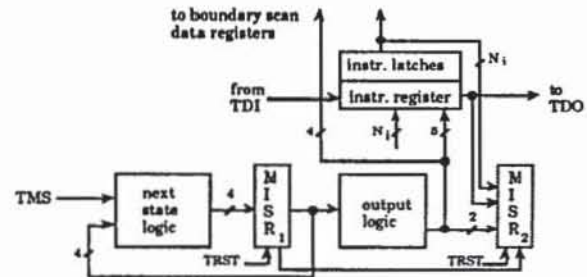 to boundary scan
data registers
instr. latches
N i
from
TDI
instr. register
to
TDO
4
N i
5
TMS
next
state
logic
4
M
I
S
R 1
output
logic
2
M
I
S
R 2
4
TRST
TRST